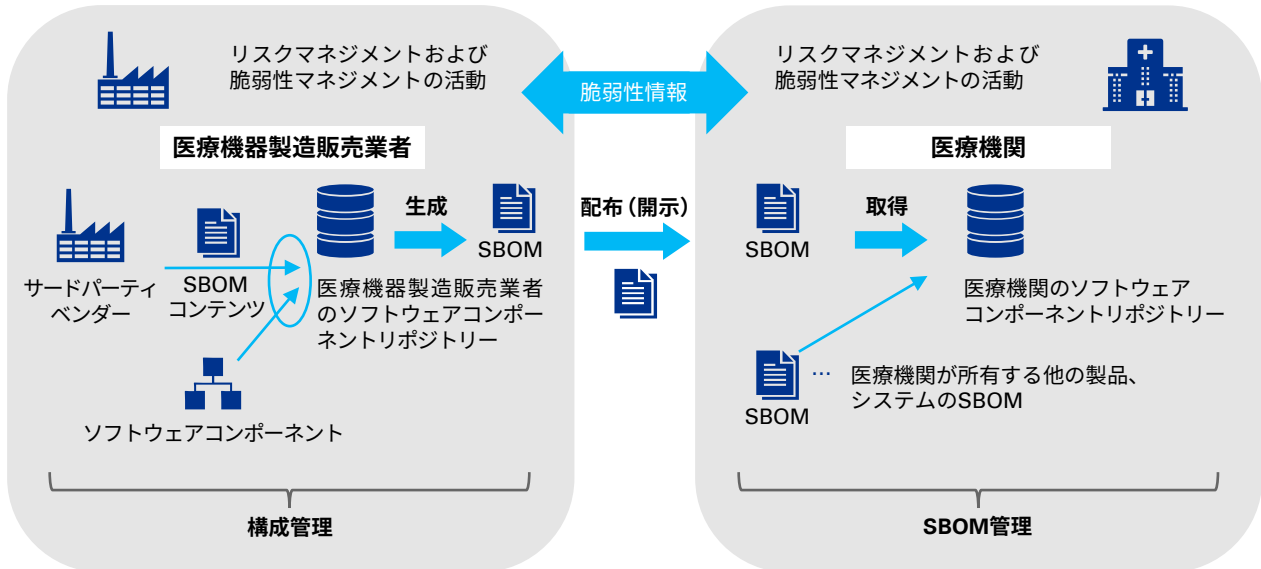 リスクマネジメントおよび
脆弱性マネジメントの活動
脆弱性情報
リスクマネジメントおよび
脆弱性マネジメントの活動
医療機器製造販売業者
医療機関
生成
SBOM
配布（開示）
SBOM
取得
サードパーティ
ベンダー
SBOM
コンテンツ
医療機器製造販売業者
のソフトウェアコンポー
ネントリポジトリー
医療機関のソフトウェア
コンポーネントリポジトリー
ソフトウェアコンポーネント
SBOM
… 医療機関が所有する他の製品、
システムのSBOM
構成管理
SBOM管理